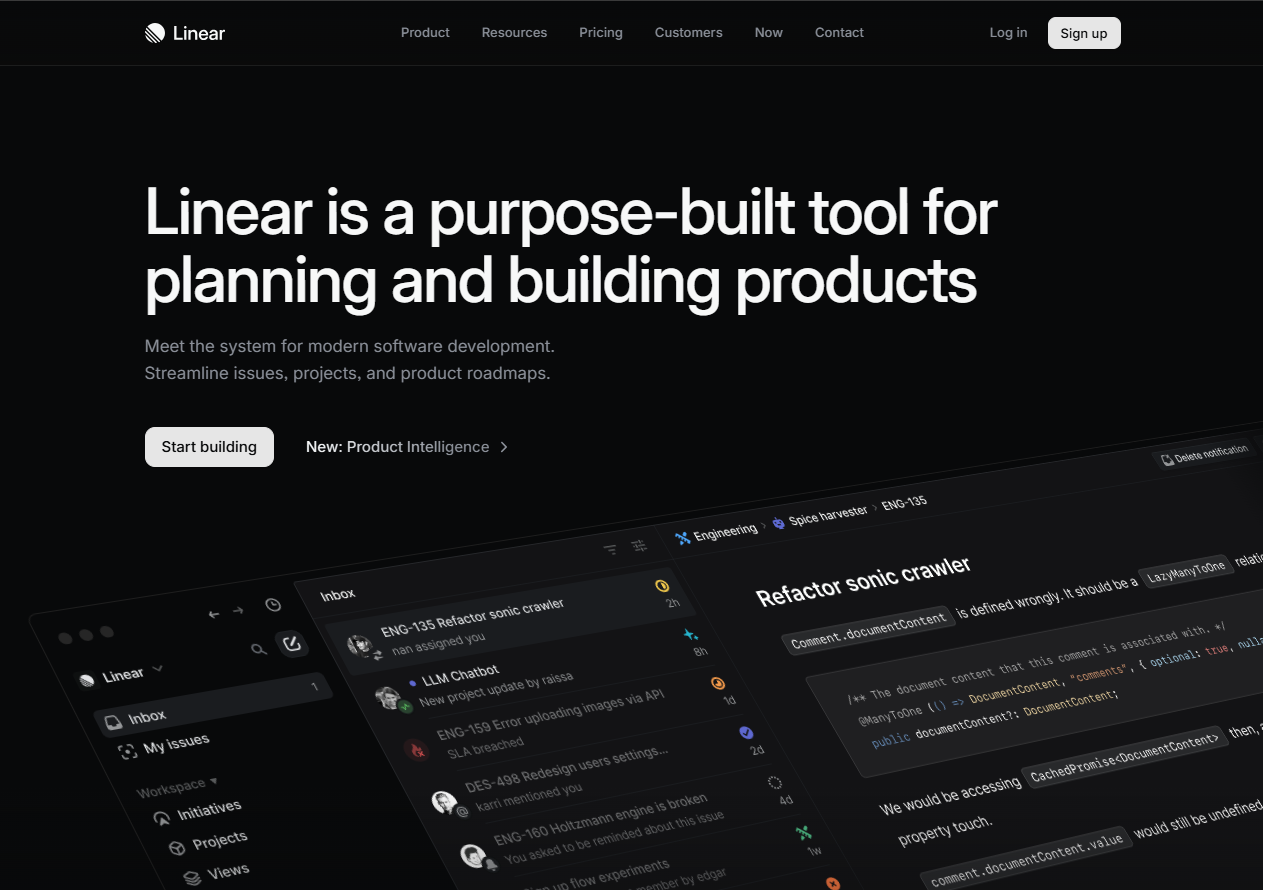 Linear
Product
Resources
Pricing
Customers
Now
Contact
Log in
Sign up
Linear is a purpose-built tool for
planning and building products
Meet the system for modern software development.
Streamline issues, projects, and product roadmaps.
Start building
New: Product Intelligence
Linear
1
Inbox
My issues
Workspace
Initiatives
Projects
Views
Inbox
ENG-135 Refactor sonic crawler
nan assigned you
2h
LLM Chatbot
New project update by raissa
8h
ENG-159 Error uploading images via API
SLA breached
1d
DES-498 Redesign users settings...
karri mentioned you
2d
ENG-160 Holtzmann engine is broken
You asked to be reminded about this issue
4d
up flow experiments
member by edgar
1w
Engineering › Spice harvester › ENG-135
Delete notification
Refactor sonic crawler
Comment.documentContent is defined wrongly. It should be a LazyManyToOne
/** The document content that this comment is associated with. */
@ManyToOne (() => DocumentContent, "comments", { optional: true,
public documentContent?: DocumentContent;
We would be accessing CachedPromise<DocumentContent> then,
property touch.
comment.documentContent.value would still be undefined